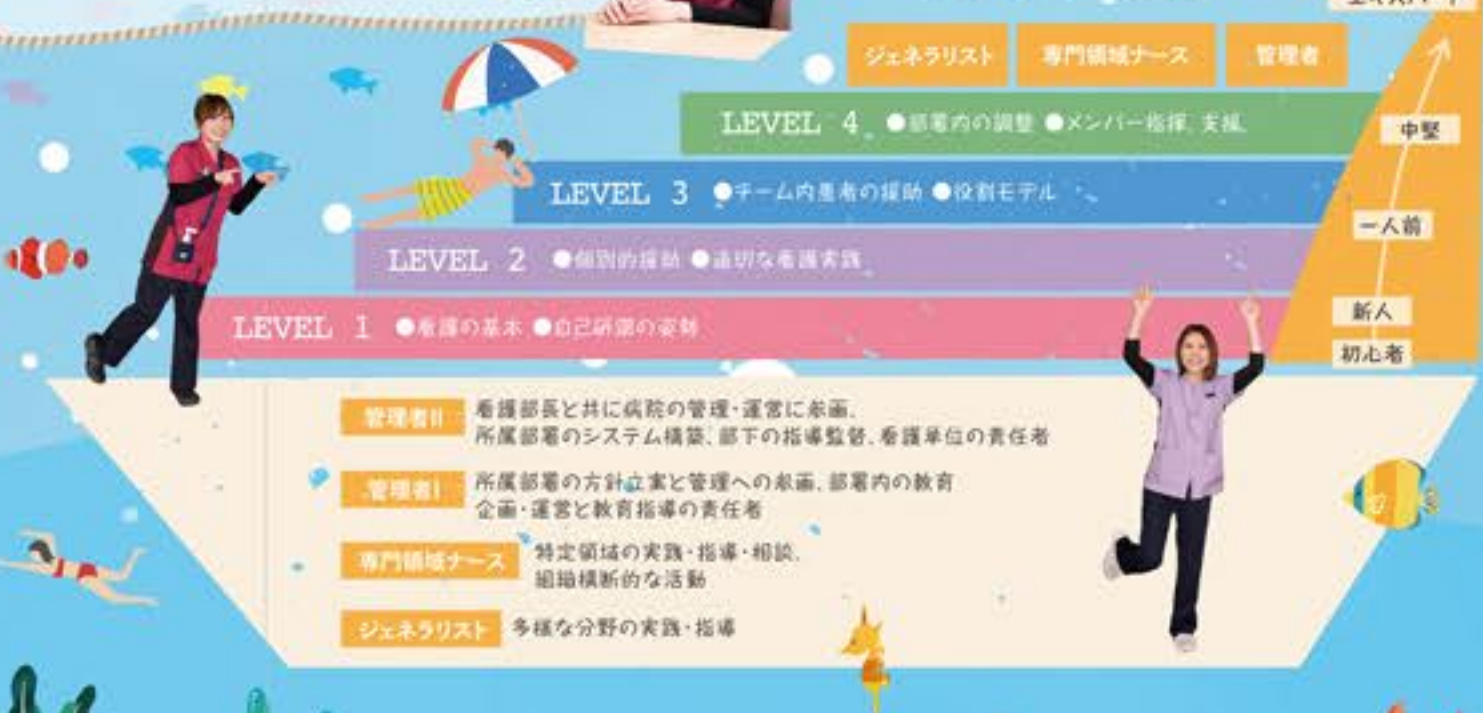 エキスパート
ジェネラリスト 専門領域ナース 管理者
LEVEL 4 ●部署内の調整 ●メンバー指揮、支援
中堅
LEVEL 3 ●チーム内患者の援助 ●役割モデル
一人前
LEVEL 2 ●個別的援助 ●適切な看護実践
新人
LEVEL 1 ●看護の基本 ●自己研鑽の姿勢
初心者
管理者II 看護部長と共に病院の管理・運営に参画、
所属部署のシステム構築、部下の指導監督、看護単位の責任者
管理者I 所属部署の方針立案と管理への参画、部署内の教育
企画・運営と教育指導の責任者
専門領域ナース 特定領域の実践・指導・相談、
組織横断的な活動
ジェネラリスト 多様な分野の実践・指導